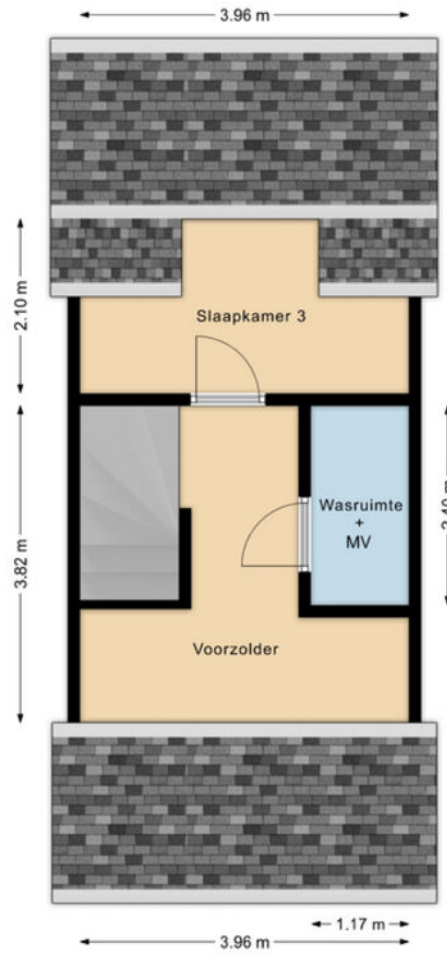 3.96 m
2.10 m
Slaapkamer 3
3.82 m
Wasruimte
+
MV
Voorzolder
1.17 m
3.96 m